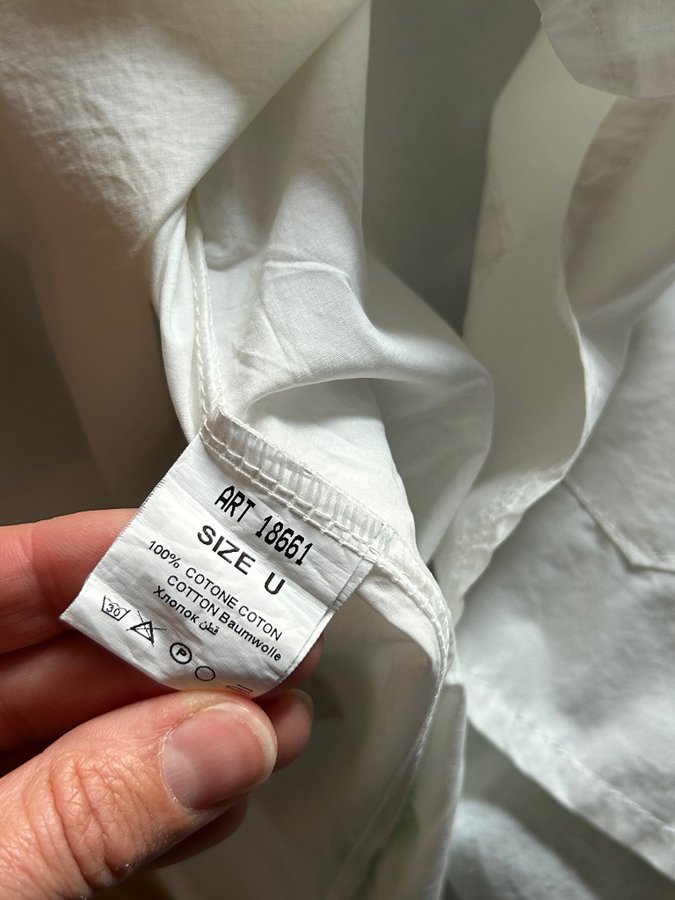 ART 18661
SIZE U
100% COTONE COTON
COTTON Baumwolle
Хлопок قطن
30 P